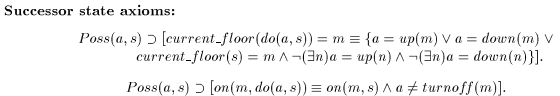 Successor state axioms:
Poss(a, s) ⊃ [current_floor(do(a, s)) = m ≡ {a = up(m) ∨ a = down(m) ∨
current_floor(s) = m ∧ ¬(∃n)a = up(n) ∧ ¬(∃n)a = down(n)}].
Poss(a, s) ⊃ [on(m, do(a, s)) ≡ on(m, s) ∧ a ≠ turnoff(m)].